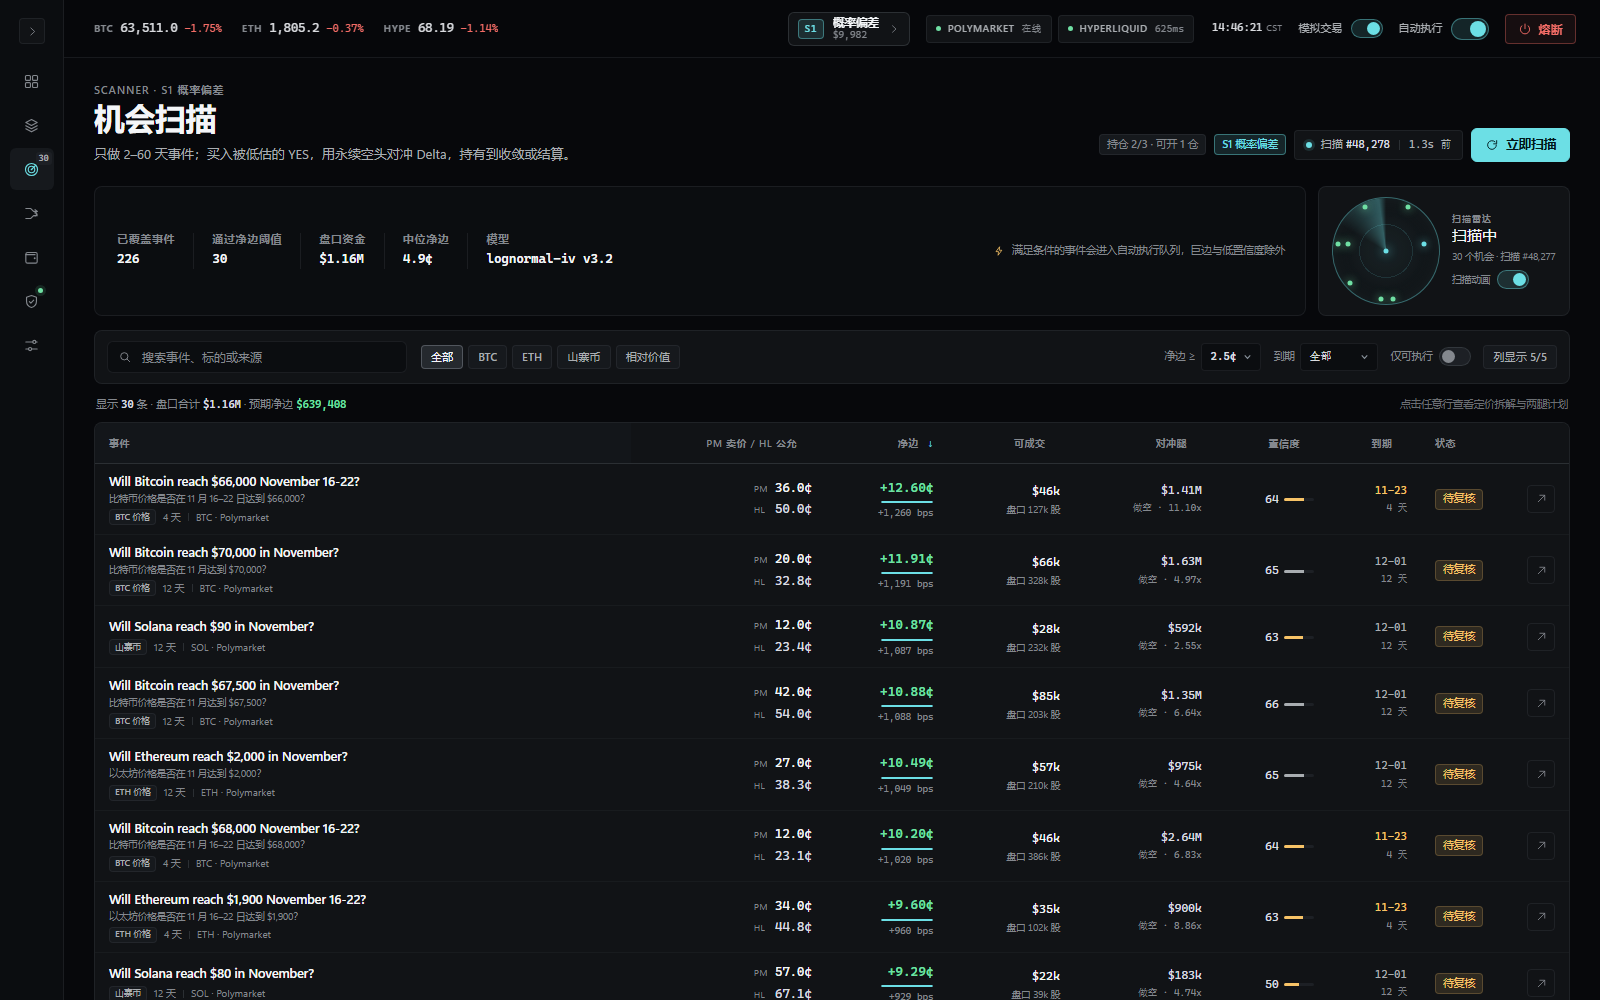 BTC 63,511.0 −1.75% ETH 1,805.2 −0.37% HYPE 68.19 −1.14%
S1 概率偏差 $9,982
POLYMARKET 在线
HYPERLIQUID 625ms
14:46:21 CST
模拟交易
自动执行
熔断
30
SCANNER · S1 概率偏差
机会扫描
只做 2–60 天事件；买入被低估的 YES，用永续空头对冲 Delta，持有到收敛或结算。
持仓 2/3 · 可开 1 仓
S1 概率偏差
扫描 #48,278 1.3s 前
立即扫描
已覆盖事件 通过净边阈值 盘口资金 中位净边 模型
226 30 $1.16M 4.9¢ lognormal-iv v3.2
满足条件的事件会进入自动执行队列，巨边与低置信度除外
扫描雷达
扫描中
30 个机会 · 扫描 #48,277
扫描动画
搜索事件、标的或来源
全部 BTC ETH 山寨币 相对价值
净边 ≥ 2.5¢ 到期 全部 仅可执行 列显示 5/5
显示 30 条 · 盘口合计 $1.16M · 预期净边 $639,408
点击任意行查看定价拆解与两腿计划
事件 PM 卖价 / HL 公允 净边 ↓ 可成交 对冲腿 置信度 到期 状态
Will Bitcoin reach $66,000 November 16-22?
比特币价格是否在 11 月 16–22 日达到 $66,000?
BTC 价格 4 天 BTC · Polymarket
PM 36.0¢
HL 50.0¢
+12.60¢
+1,260 bps
$46k
盘口 127k 股
$1.41M
做空 · 11.10x
64
11-23
4 天
待复核
Will Bitcoin reach $70,000 in November?
比特币价格是否在 11 月达到 $70,000?
BTC 价格 12 天 BTC · Polymarket
PM 20.0¢
HL 32.8¢
+11.91¢
+1,191 bps
$66k
盘口 328k 股
$1.63M
做空 · 4.97x
65
12-01
12 天
待复核
Will Solana reach $90 in November?
山寨币 12 天 SOL · Polymarket
PM 12.0¢
HL 23.4¢
+10.87¢
+1,087 bps
$28k
盘口 232k 股
$592k
做空 · 2.55x
63
12-01
12 天
待复核
Will Bitcoin reach $67,500 in November?
比特币价格是否在 11 月达到 $67,500?
BTC 价格 12 天 BTC · Polymarket
PM 42.0¢
HL 54.0¢
+10.88¢
+1,088 bps
$85k
盘口 203k 股
$1.35M
做空 · 6.64x
66
12-01
12 天
待复核
Will Ethereum reach $2,000 in November?
以太坊价格是否在 11 月达到 $2,000?
ETH 价格 12 天 ETH · Polymarket
PM 27.0¢
HL 38.3¢
+10.49¢
+1,049 bps
$57k
盘口 210k 股
$975k
做空 · 4.64x
65
12-01
12 天
待复核
Will Bitcoin reach $68,000 November 16-22?
比特币价格是否在 11 月 16–22 日达到 $68,000?
BTC 价格 4 天 BTC · Polymarket
PM 12.0¢
HL 23.1¢
+10.20¢
+1,020 bps
$46k
盘口 386k 股
$2.64M
做空 · 6.83x
64
11-23
4 天
待复核
Will Ethereum reach $1,900 November 16-22?
以太坊价格是否在 11 月 16–22 日达到 $1,900?
ETH 价格 4 天 ETH · Polymarket
PM 34.0¢
HL 44.8¢
+9.60¢
+960 bps
$35k
盘口 102k 股
$900k
做空 · 8.86x
63
11-23
4 天
待复核
Will Solana reach $80 in November?
山寨币 12 天 SOL · Polymarket
PM 57.0¢
HL 67.1¢
+9.29¢
+929 bps
$22k
盘口 39k 股
$183k
做空 · 4.74x
50
12-01
12 天
待复核